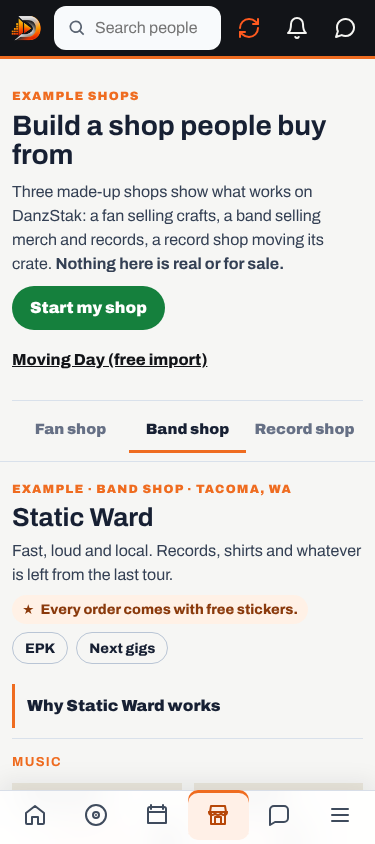 Search people
EXAMPLE SHOPS
Build a shop people buy
from
Three made-up shops show what works on
DanzStak: a fan selling crafts, a band selling
merch and records, a record shop moving its
crate. Nothing here is real or for sale.
Start my shop
Moving Day (free import)
Fan shop
Band shop
Record shop
EXAMPLE · BAND SHOP · TACOMA, WA
Static Ward
Fast, loud and local. Records, shirts and whatever
is left from the last tour.
★ Every order comes with free stickers.
EPK
Next gigs
Why Static Ward works
MUSIC